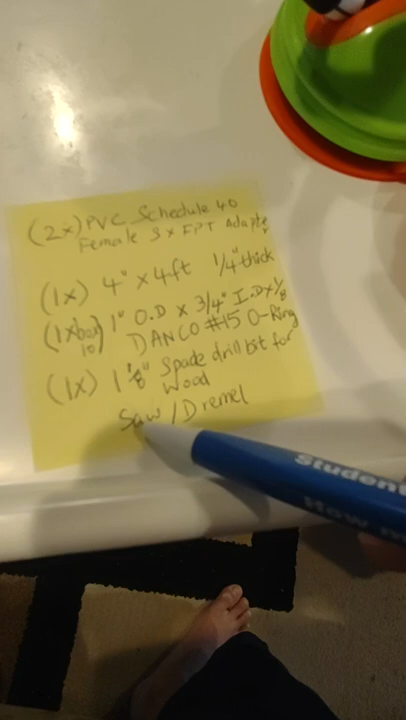 (2x) PVC Schedule 40
Female S x FPT Adapter
(1x) 4" x 4ft 1/4" thick
(1x box 10) 1" O.D x 3/4" I.D x 1/8
DANCO #15 O-Ring
(1x) 1 1/8" Spade drill bit for
wood
Saw / Dremel
Student